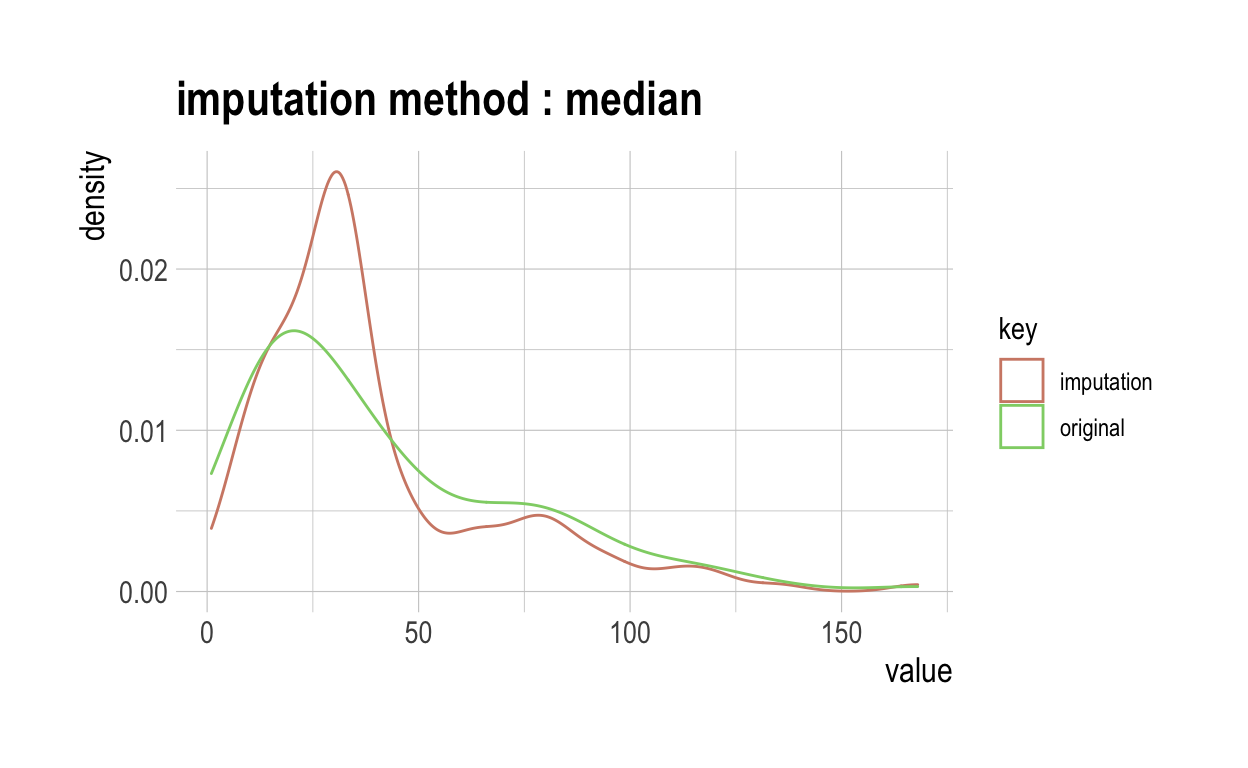 imputation method : median
density
0.02
0.01
0.00
0
50
100
150
value
key
imputation
original